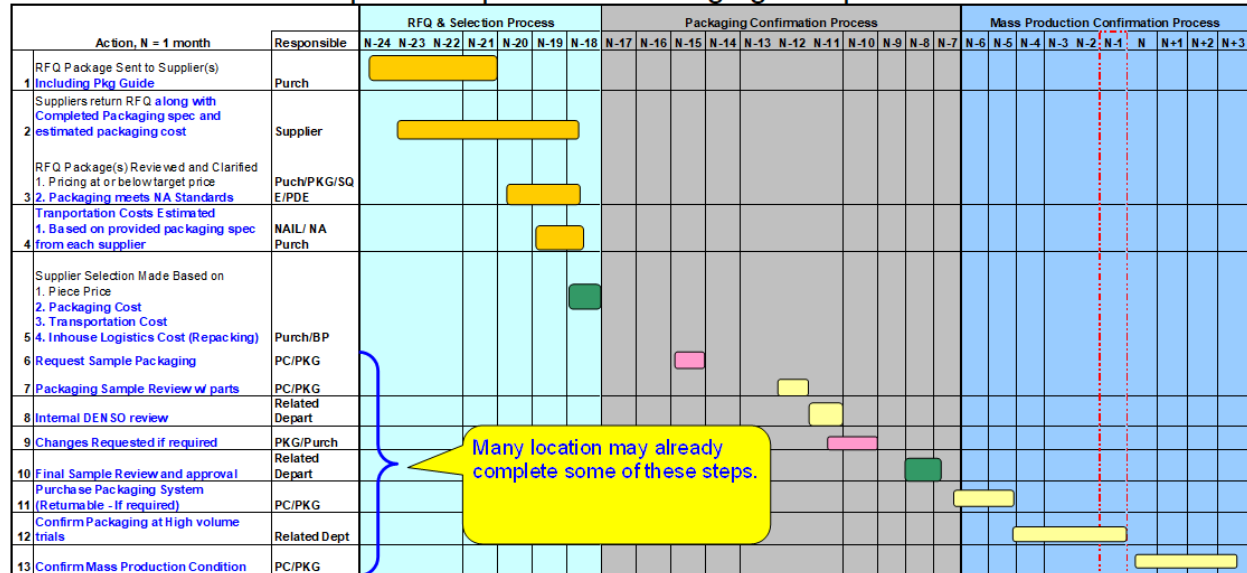 RFQ & Selection Process Packaging Confirmation Process Mass Production Confirmation Process
Action, N = 1 month Responsible N-24 N-23 N-22 N-21 N-20 N-19 N-18 N-17 N-16 N-15 N-14 N-13 N-12 N-11 N-10 N-9 N-8 N-7 N-6 N-5 N-4 N-3 N-2 N-1 N N+1 N+2 N+3
RFQ Package Sent to Supplier(s)
1 Including Pkg Guide Purch
Suppliers return RFQ along with
Completed Packaging spec and
2 estimated packaging cost Supplier
RFQ Package(s) Reviewed and Clarified
1. Pricing at or below target price Puch/PKG/SQ
3 2. Packaging meets NA Standards E/PDE
Tranportation Costs Estimated
1. Based on provided packaging spec NAIL/ NA
4 from each supplier Purch
Supplier Selection Made Based on
1. Piece Price
2. Packaging Cost
3. Transportation Cost
5 4. Inhouse Logistics Cost (Repacking) Purch/BP
6 Request Sample Packaging PC/PKG
7 Packaging Sample Review w/ parts PC/PKG
Related
8 Internal DENSO review Depart
9 Changes Requested if required PKG/Purch
Related
10 Final Sample Review and approval Depart
Purchase Packaging System
11 (Returnable - If required) PC/PKG
Confirm Packaging at High volume
12 trials Related Dept
13 Confirm Mass Production Condition PC/PKG
Many location may already
complete some of these steps.